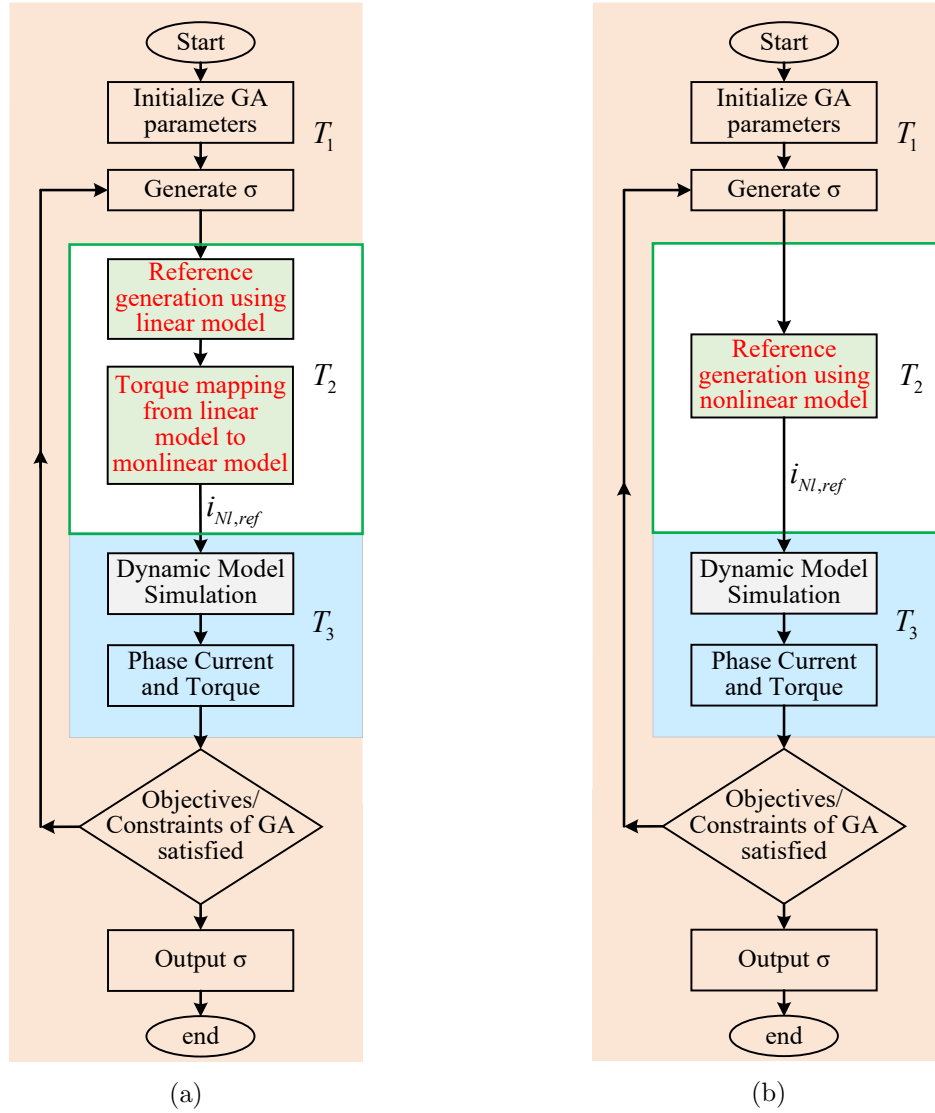 Start
Initialize GA
parameters
T1
Generate σ
Reference
generation using
linear model
T2
Torque mapping
from linear
model to
monlinear model
iNl,ref
Dynamic Model
Simulation
T3
Phase Current
and Torque
Objectives/
Constraints of GA
satisfied
Output σ
end
(a)
Start
Initialize GA
parameters
T1
Generate σ
Reference
generation using
nonlinear model
T2
iNl,ref
Dynamic Model
Simulation
T3
Phase Current
and Torque
Objectives/
Constraints of GA
satisfied
Output σ
end
(b)